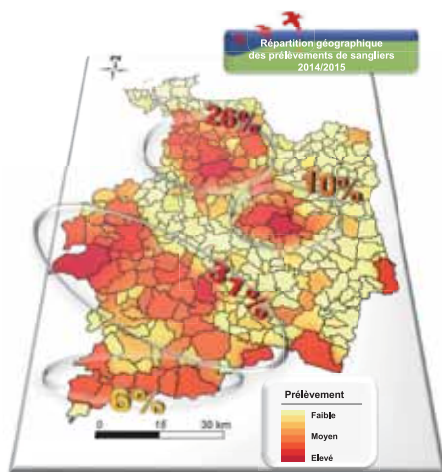 Répartition géographique
des prélèvements de sangliers
2014/2015
N
26%
10%
31%
6%
0 15 30 km
Prélèvement
Faible
Moyen
Elevé